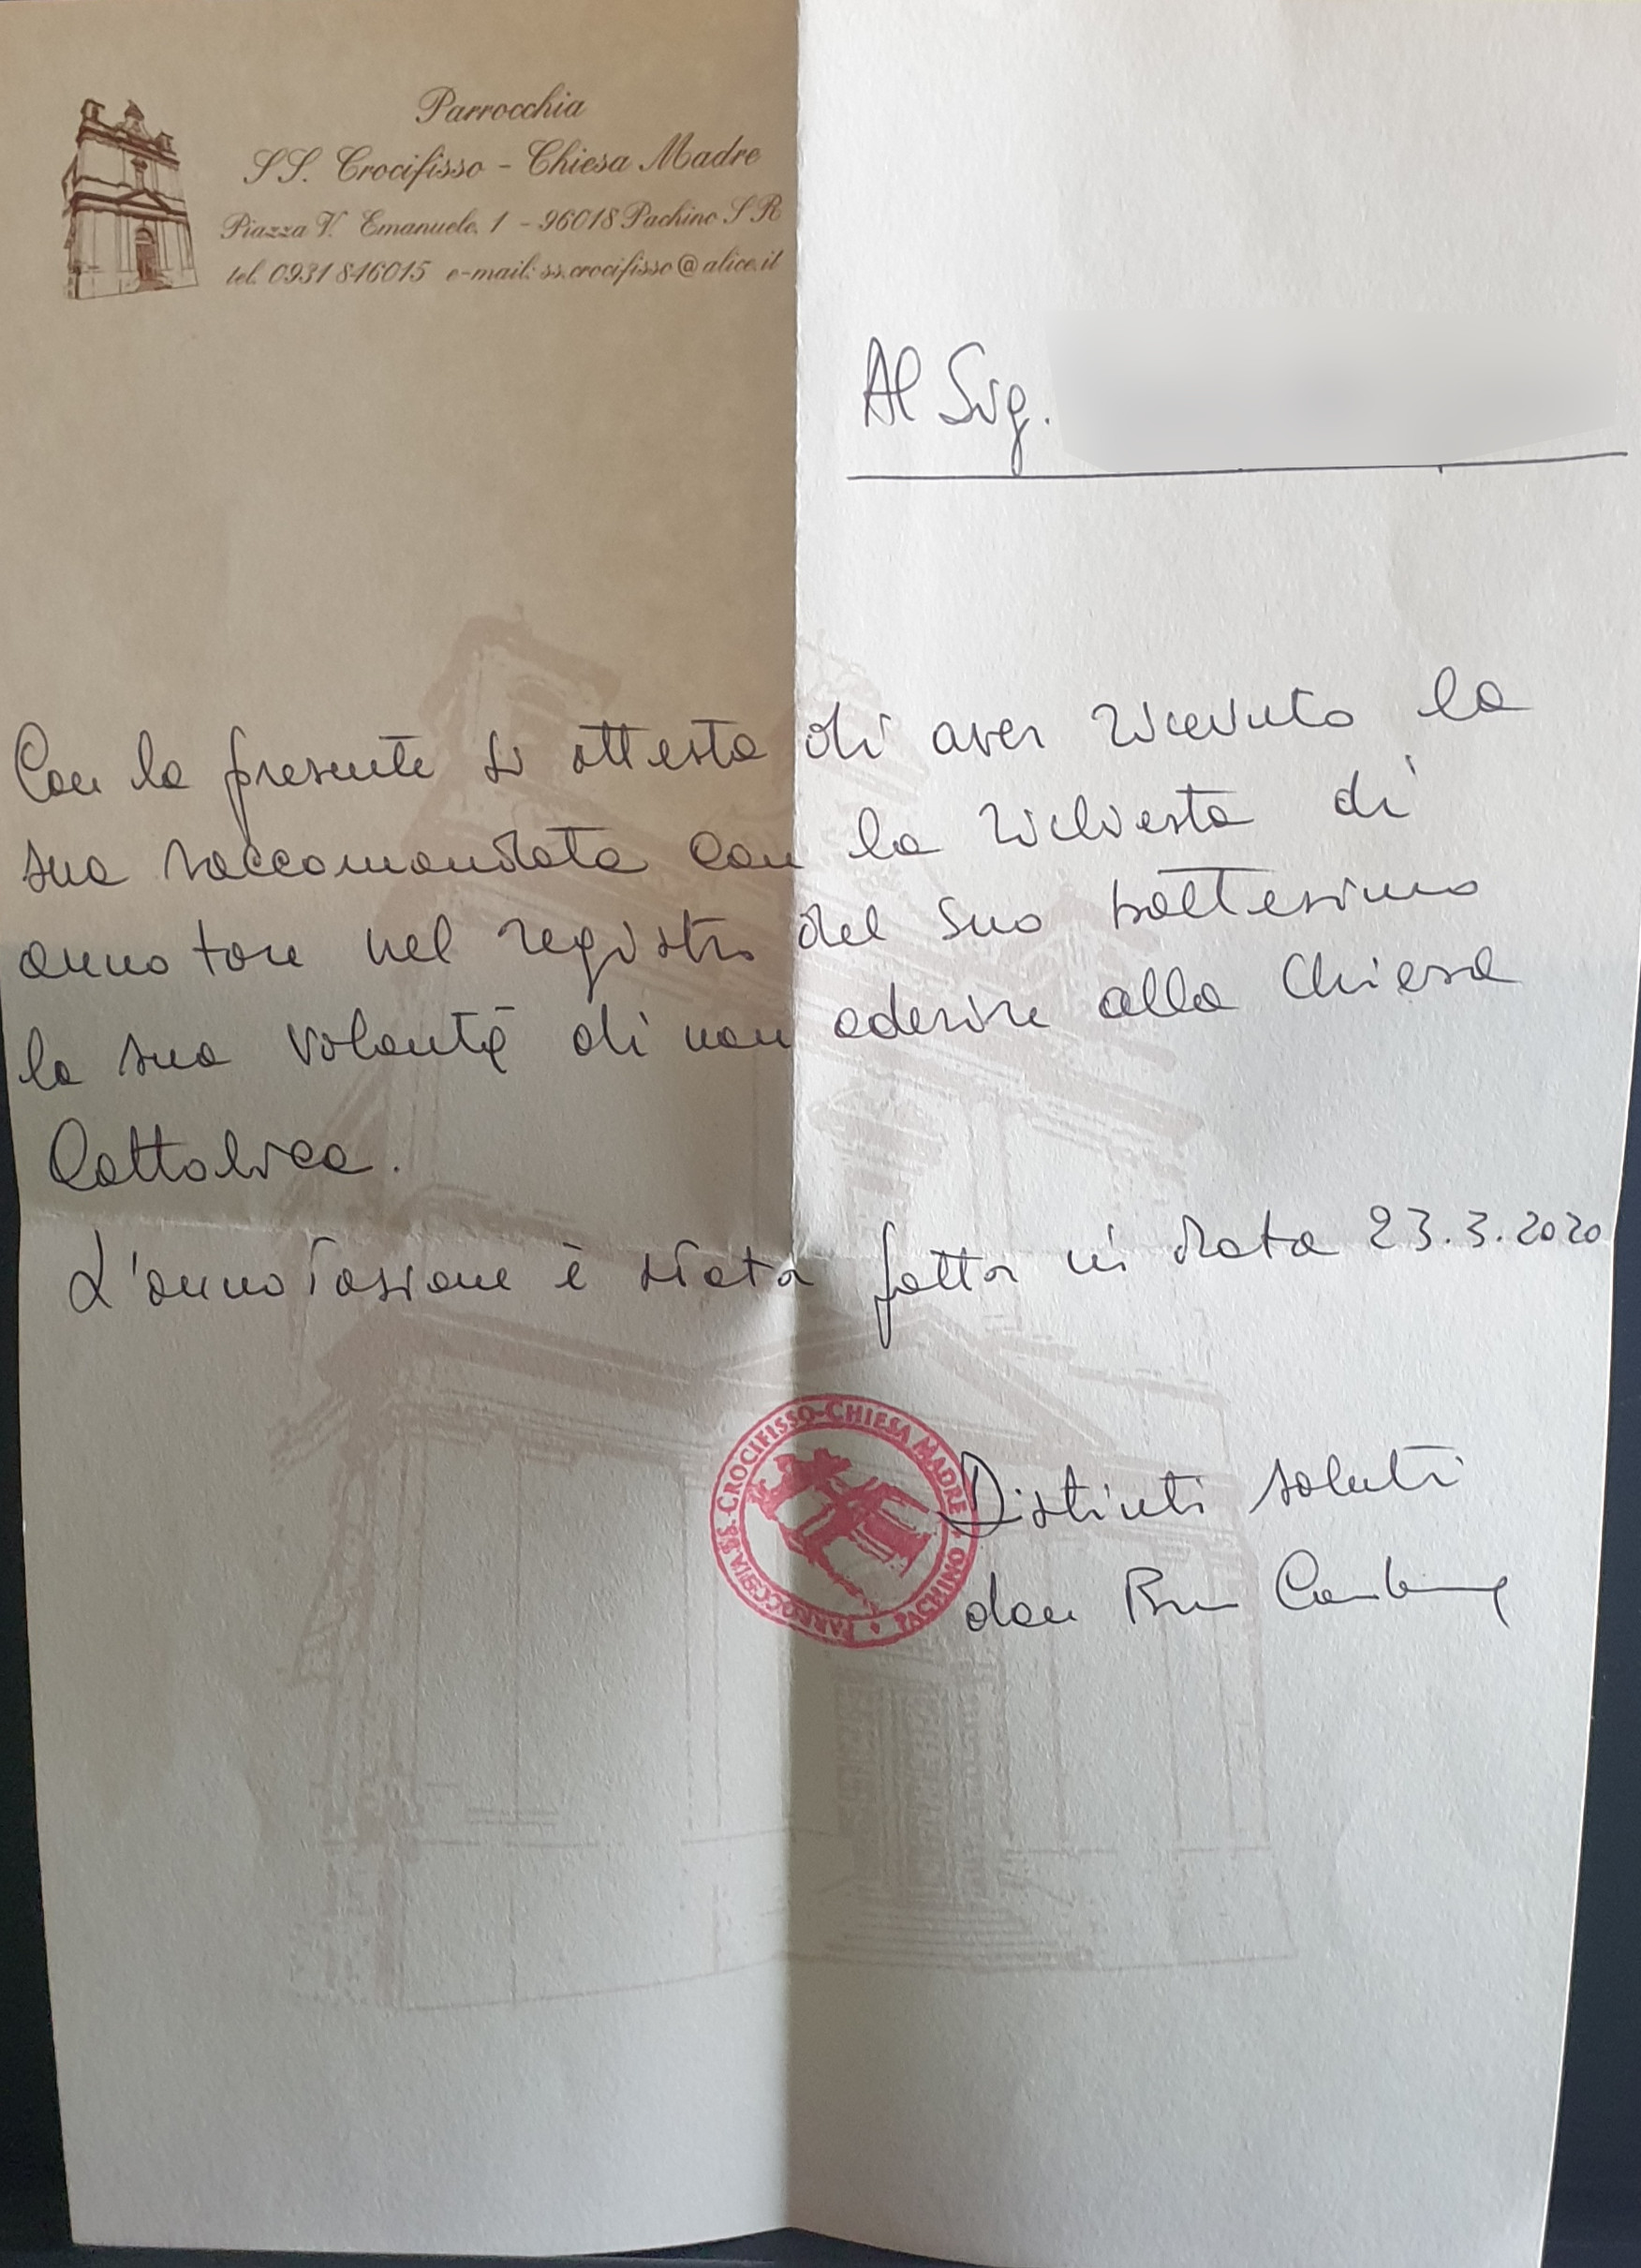 Parrocchia
SS. Crocifisso - Chiesa Madre
Piazza V. Emanuele, 1 - 96018 Pachino SR
tel. 0931 846015 e-mail: ss.crocifisso@alice.it
Al Sig.
Con la presente si attesta di aver ricevuto la
sua raccomandata con la richiesta di
annotare nel registro del suo battesimo
la sua volontà di non aderire alla Chiesa
Cattolica.
L'annotazione è stata fatta in data 23.3.2020
PARROCCHIA SS. CROCIFISSO-CHIESA MADRE
PACHINO
Distinti saluti
don